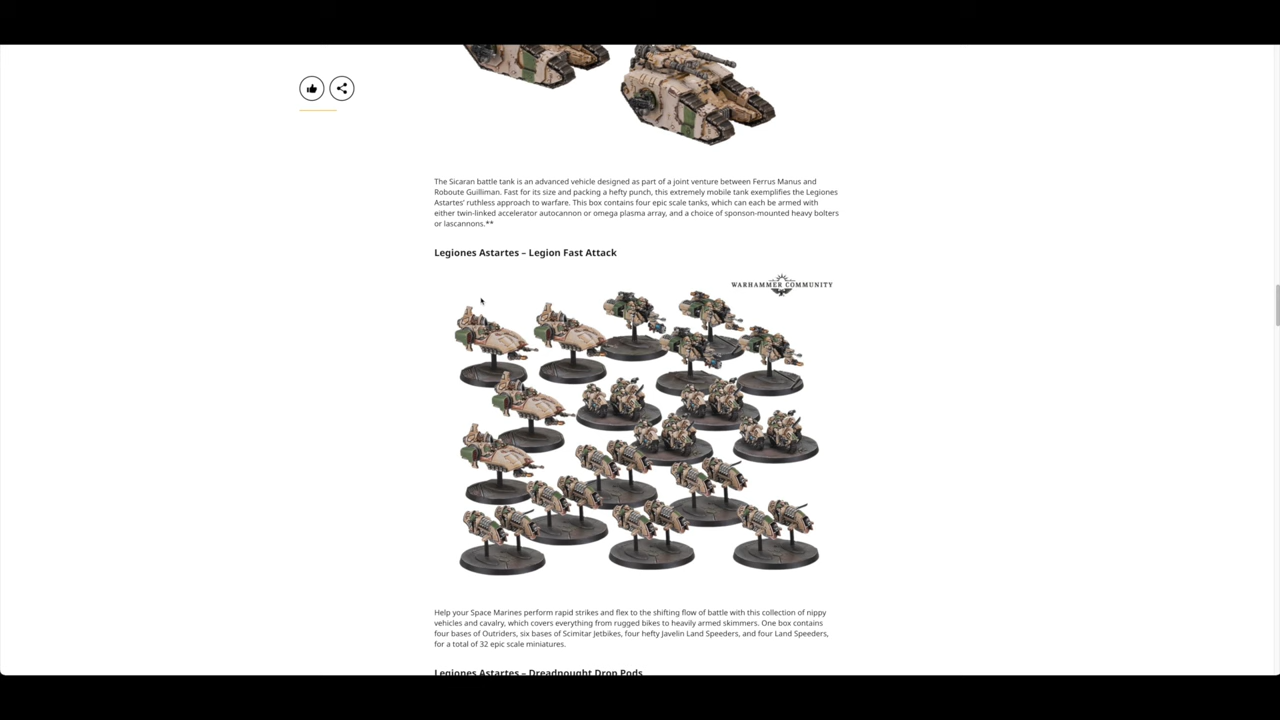 The Sicaran battle tank is an advanced vehicle designed as part of a joint venture between Ferrus Manus and
Roboute Guilliman. Fast for its size and packing a hefty punch, this extremely mobile tank exemplifies the Legiones
Astartes' ruthless approach to warfare. This box contains four epic scale tanks, which can each be armed with
either twin-linked accelerator autocannon or omega plasma array, and a choice of sponson-mounted heavy bolters
or lascannons.**
Legiones Astartes – Legion Fast Attack
WARHAMMER COMMUNITY
Help your Space Marines perform rapid strikes and flex to the shifting flow of battle with this collection of nippy
vehicles and cavalry, which covers everything from rugged bikes to heavily armed skimmers. One box contains
four bases of Outriders, six bases of Scimitar Jetbikes, four hefty Javelin Land Speeders, and four Land Speeders,
for a total of 32 epic scale miniatures.
Legiones Astartes – Dreadnought Drop Pods